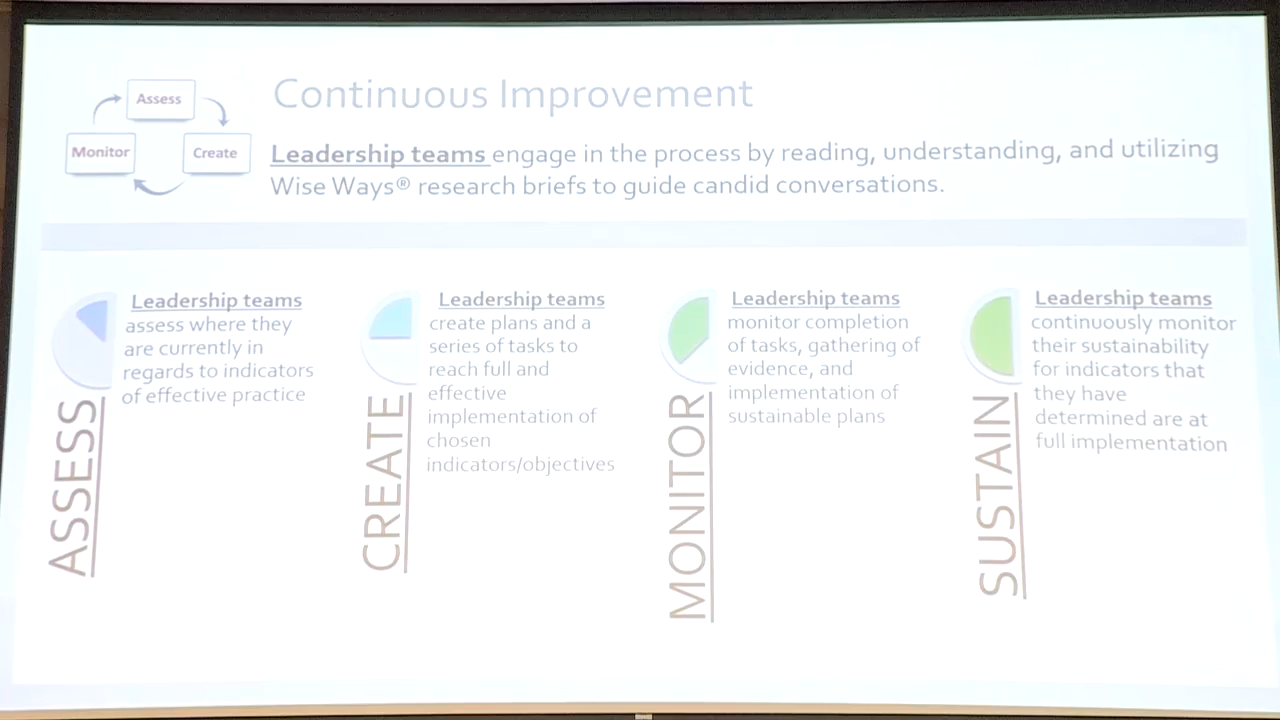 Continuous Improvement
Assess
Monitor
Create
Leadership teams engage in the process by reading, understanding, and utilizing
Wise Ways® research briefs to guide candid conversations.
ASSESS
Leadership teams
assess where they
are currently in
regards to indicators
of effective practice
CREATE
Leadership teams
create plans and a
series of tasks to
reach full and
effective
implementation of
chosen
indicators/objectives
MONITOR
Leadership teams
monitor completion
of tasks, gathering of
evidence, and
implementation of
sustainable plans
SUSTAIN
Leadership teams
continuously monitor
their sustainability
for indicators that
they have
determined are at
full implementation